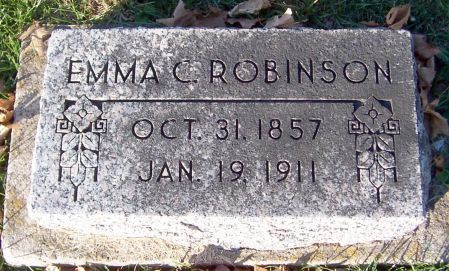 EMMA C. ROBINSON
OCT. 31, 1857
JAN. 19, 1911